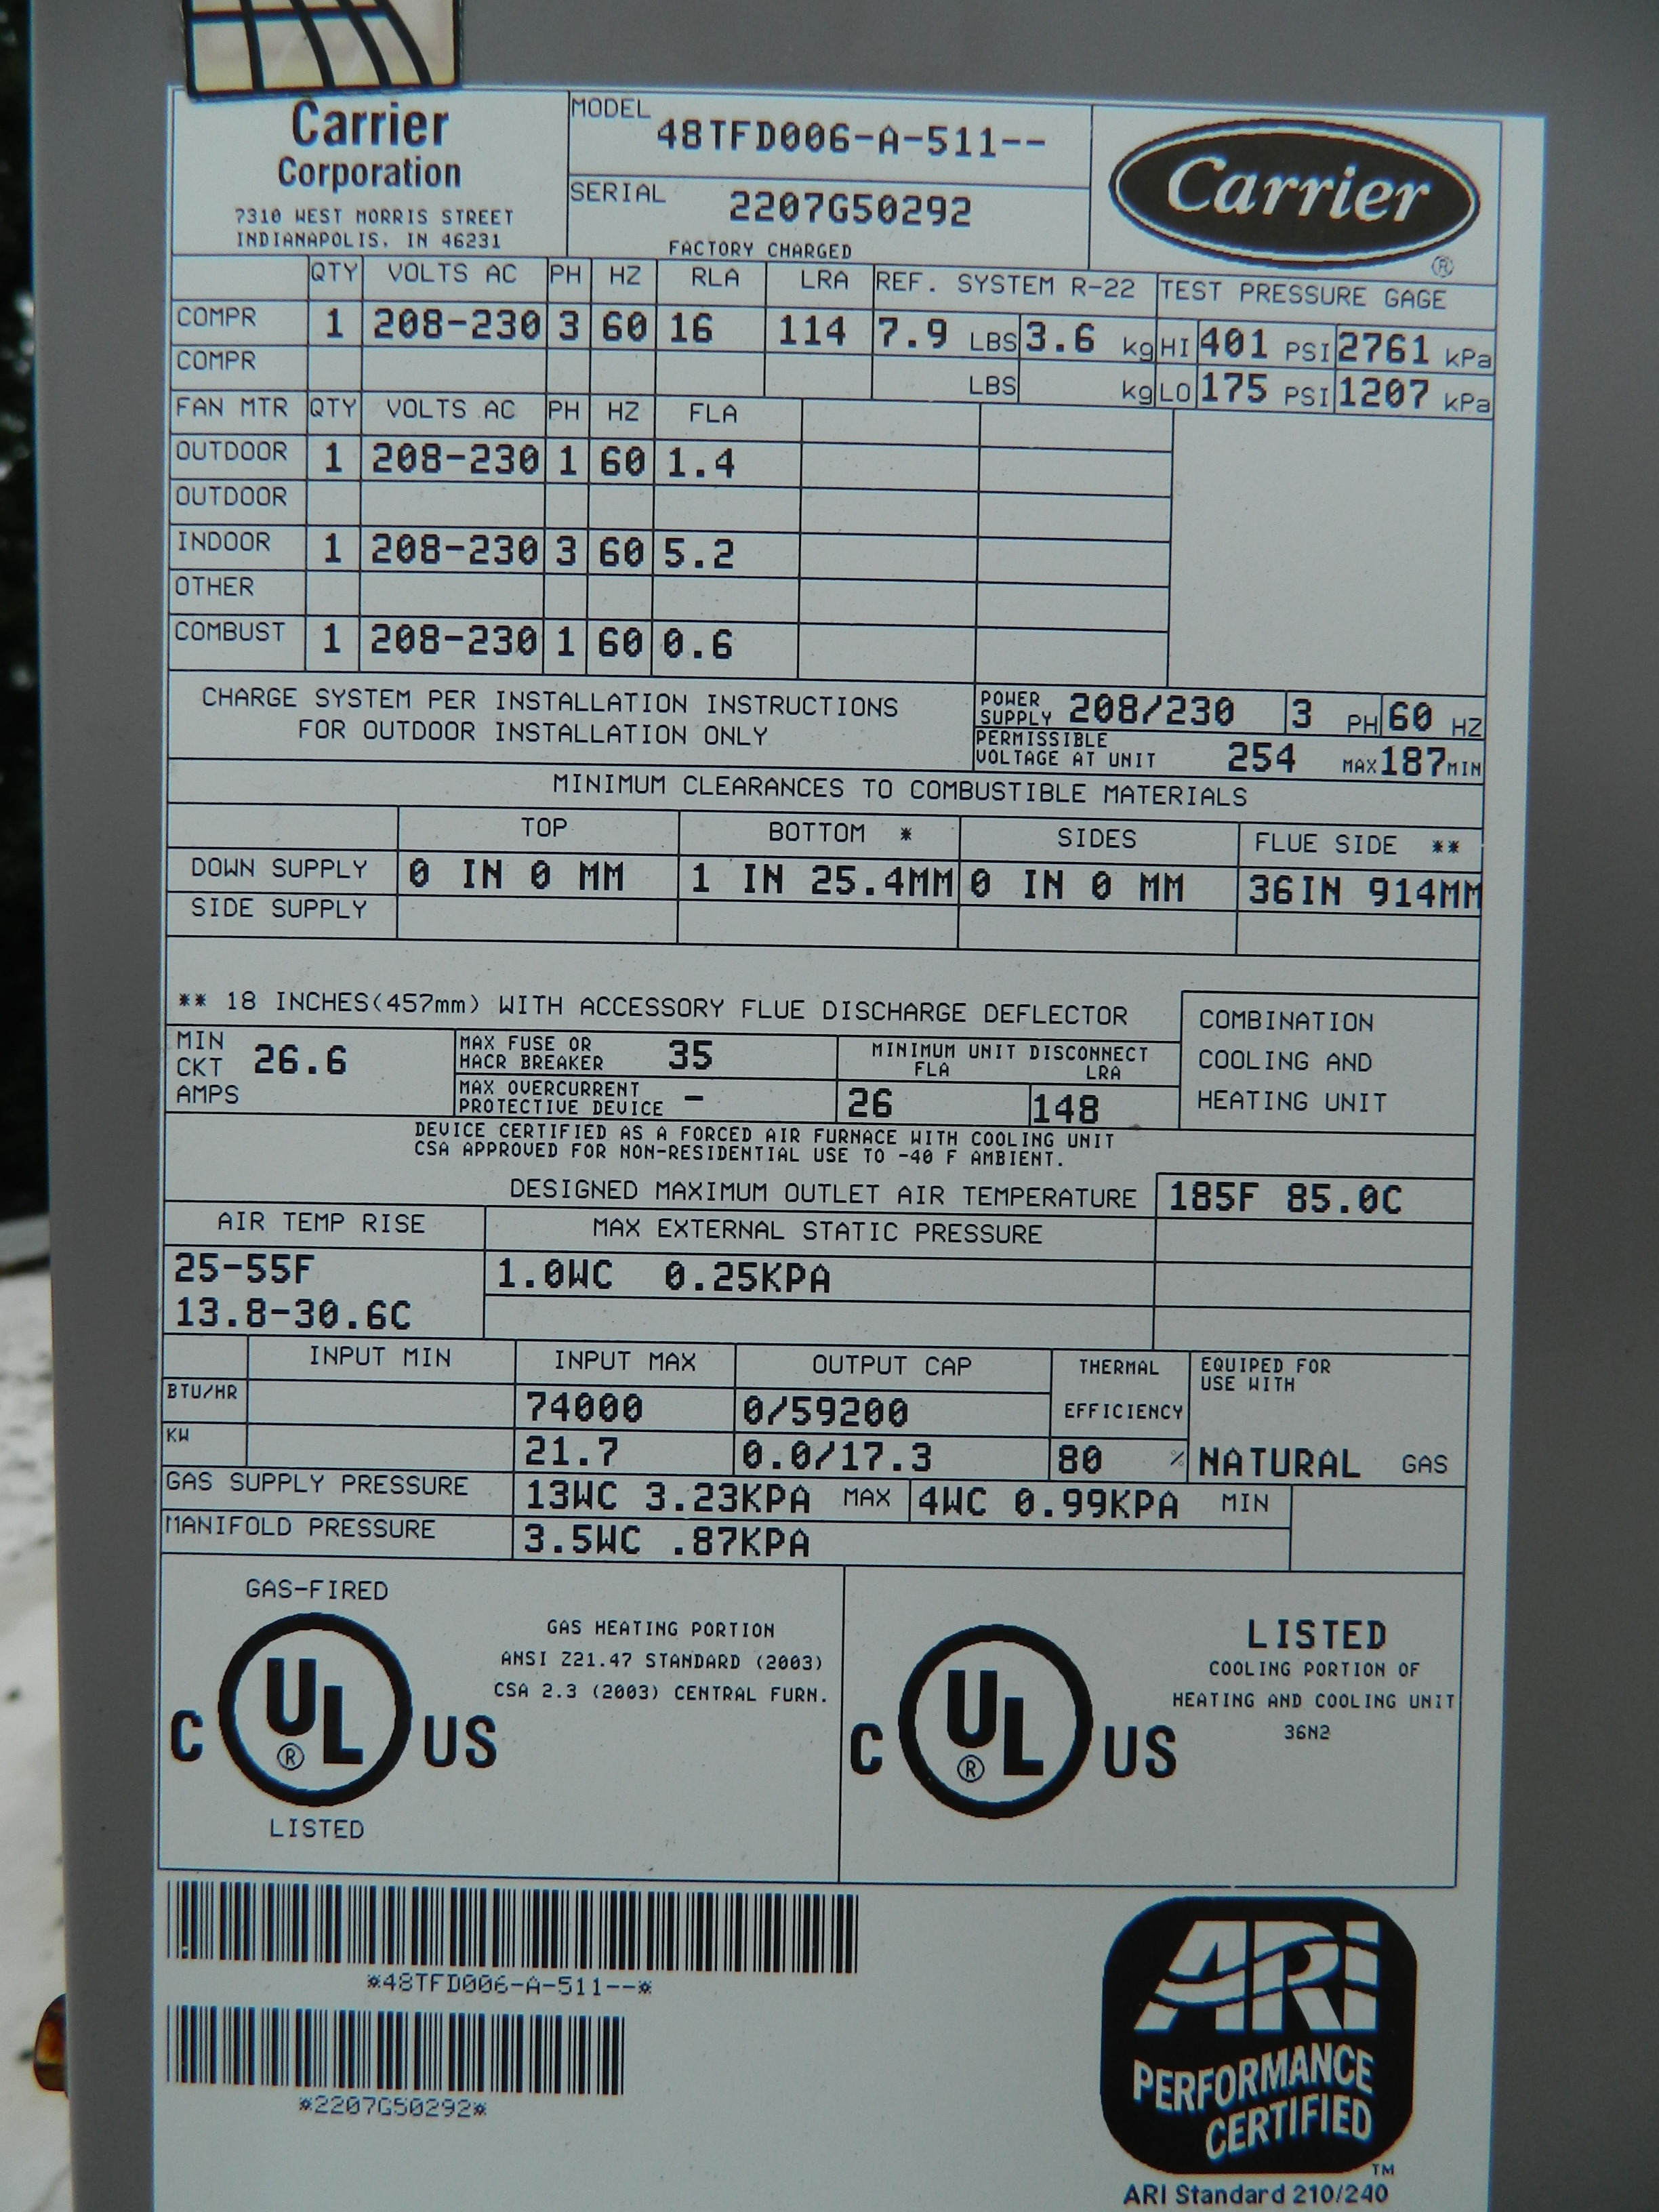 Carrier
Corporation
7310 WEST MORRIS STREET
INDIANAPOLIS, IN 46231
MODEL 48TFD006-A-511--
SERIAL 2207G50292
FACTORY CHARGED
Carrier ®
QTY VOLTS AC PH HZ RLA LRA REF. SYSTEM R-22 TEST PRESSURE GAGE
COMPR 1 208-230 3 60 16 114 7.9 LBS 3.6 kg HI 401 PSI 2761 kPa
COMPR LBS kg LO 175 PSI 1207 kPa
FAN MTR QTY VOLTS AC PH HZ FLA
OUTDOOR 1 208-230 1 60 1.4
OUTDOOR
INDOOR 1 208-230 3 60 5.2
OTHER
COMBUST 1 208-230 1 60 0.6
CHARGE SYSTEM PER INSTALLATION INSTRUCTIONS
FOR OUTDOOR INSTALLATION ONLY
POWER SUPPLY 208/230 3 PH 60 HZ
PERMISSIBLE VOLTAGE AT UNIT 254 MAX 187 MIN
MINIMUM CLEARANCES TO COMBUSTIBLE MATERIALS
TOP BOTTOM * SIDES FLUE SIDE **
DOWN SUPPLY 0 IN 0 MM 1 IN 25.4MM 0 IN 0 MM 36IN 914MM
SIDE SUPPLY
** 18 INCHES(457mm) WITH ACCESSORY FLUE DISCHARGE DEFLECTOR
COMBINATION
COOLING AND
HEATING UNIT
MIN
CKT 26.6
AMPS
MAX FUSE OR
HACR BREAKER 35
MAX OVERCURRENT
PROTECTIVE DEVICE -
MINIMUM UNIT DISCONNECT
FLA LRA
26 148
DEVICE CERTIFIED AS A FORCED AIR FURNACE WITH COOLING UNIT
CSA APPROVED FOR NON-RESIDENTIAL USE TO -40 F AMBIENT.
DESIGNED MAXIMUM OUTLET AIR TEMPERATURE 185F 85.0C
AIR TEMP RISE MAX EXTERNAL STATIC PRESSURE
25-55F 1.0WC 0.25KPA
13.8-30.6C
INPUT MIN INPUT MAX OUTPUT CAP THERMAL EFFICIENCY EQUIPED FOR USE WITH
BTU/HR 74000 0/59200
KW 21.7 0.0/17.3 80 % NATURAL GAS
GAS SUPPLY PRESSURE 13WC 3.23KPA MAX 4WC 0.99KPA MIN
MANIFOLD PRESSURE 3.5WC .87KPA
GAS-FIRED
C UL ® US
LISTED
GAS HEATING PORTION
ANSI Z21.47 STANDARD (2003)
CSA 2.3 (2003) CENTRAL FURN.
C UL ® US
LISTED
COOLING PORTION OF
HEATING AND COOLING UNIT
36N2
*48TFD006-A-511--*
*2207G50292*
ARI
PERFORMANCE
CERTIFIED
TM
ARI Standard 210/240